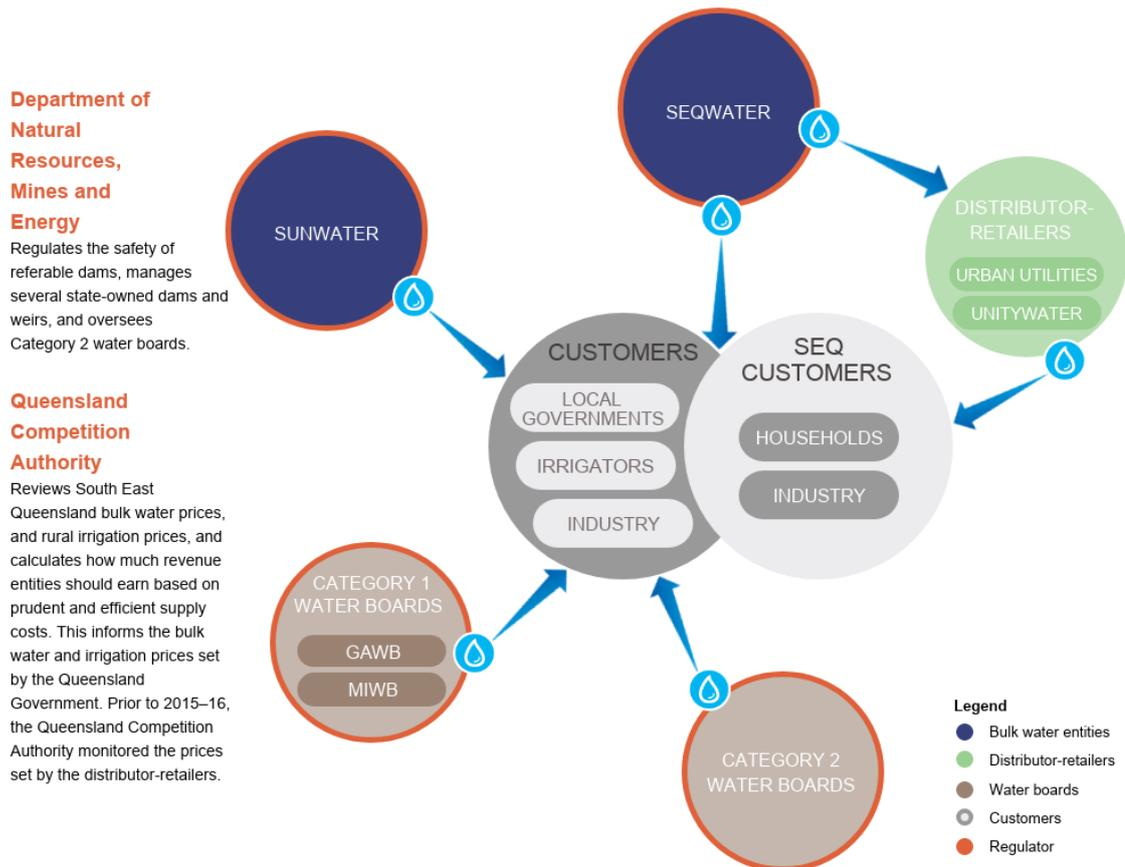 Department of
Natural
Resources,
Mines and
Energy
Regulates the safety of
referable dams, manages
several state-owned dams and
weirs, and oversees
Category 2 water boards.
Queensland
Competition
Authority
Reviews South East
Queensland bulk water prices,
and rural irrigation prices, and
calculates how much revenue
entities should earn based on
prudent and efficient supply
costs. This informs the bulk
water and irrigation prices set
by the Queensland
Government. Prior to 2015–16,
the Queensland Competition
Authority monitored the prices
set by the distributor-retailers.
SUNWATER
SEQWATER
DISTRIBUTOR-
RETAILERS
URBAN UTILITIES
UNITYWATER
CUSTOMERS
LOCAL
GOVERNMENTS
IRRIGATORS
INDUSTRY
SEQ
CUSTOMERS
HOUSEHOLDS
INDUSTRY
CATEGORY 1
WATER BOARDS
GAWB
MIWB
CATEGORY 2
WATER BOARDS
Legend
Bulk water entities
Distributor-retailers
Water boards
Customers
Regulator